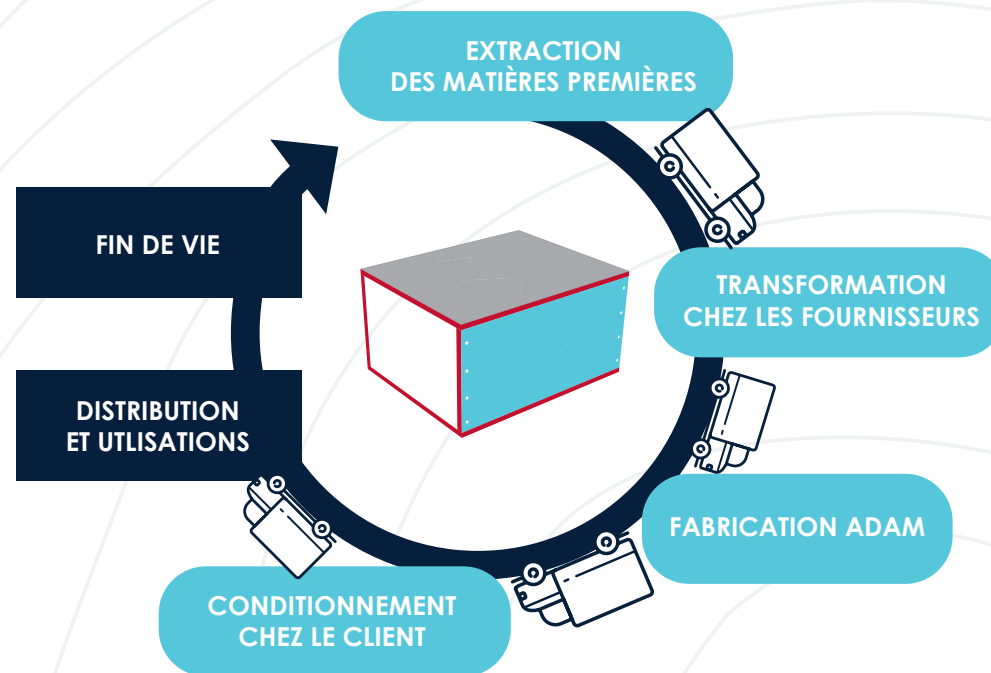 EXTRACTION
DES MATIÈRES PREMIÈRES
TRANSFORMATION
CHEZ LES FOURNISSEURS
FABRICATION ADAM
CONDITIONNEMENT
CHEZ LE CLIENT
DISTRIBUTION
ET UTLISATIONS
FIN DE VIE